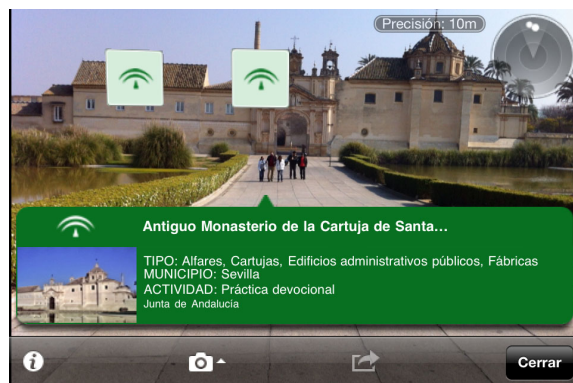 Precisión: 10m
Antiguo Monasterio de la Cartuja de Santa...
TIPO: Alfares, Cartujas, Edificios administrativos públicos, Fábricas
MUNICIPIO: Sevilla
ACTIVIDAD: Práctica devocional
Junta de Andalucía
Cerrar